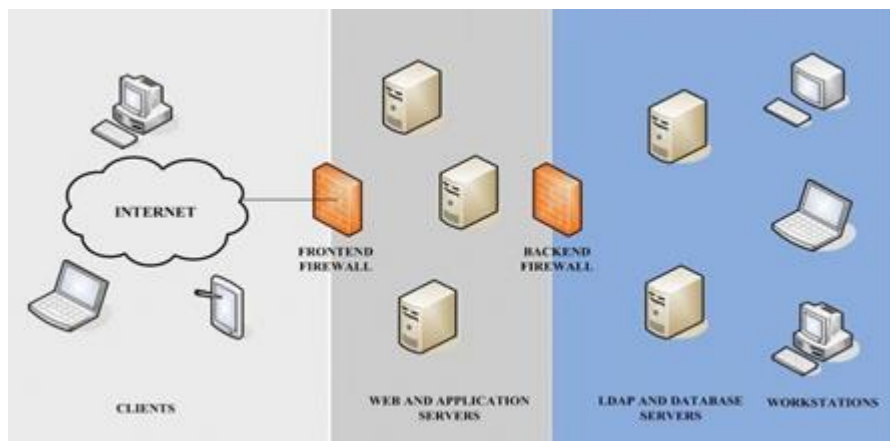 INTERNET
FRONTEND
FIREWALL
BACKEND
FIREWALL
CLIENTS
WEB AND APPLICATION
SERVERS
LDAP AND DATABASE
SERVERS
WORKSTATIONS